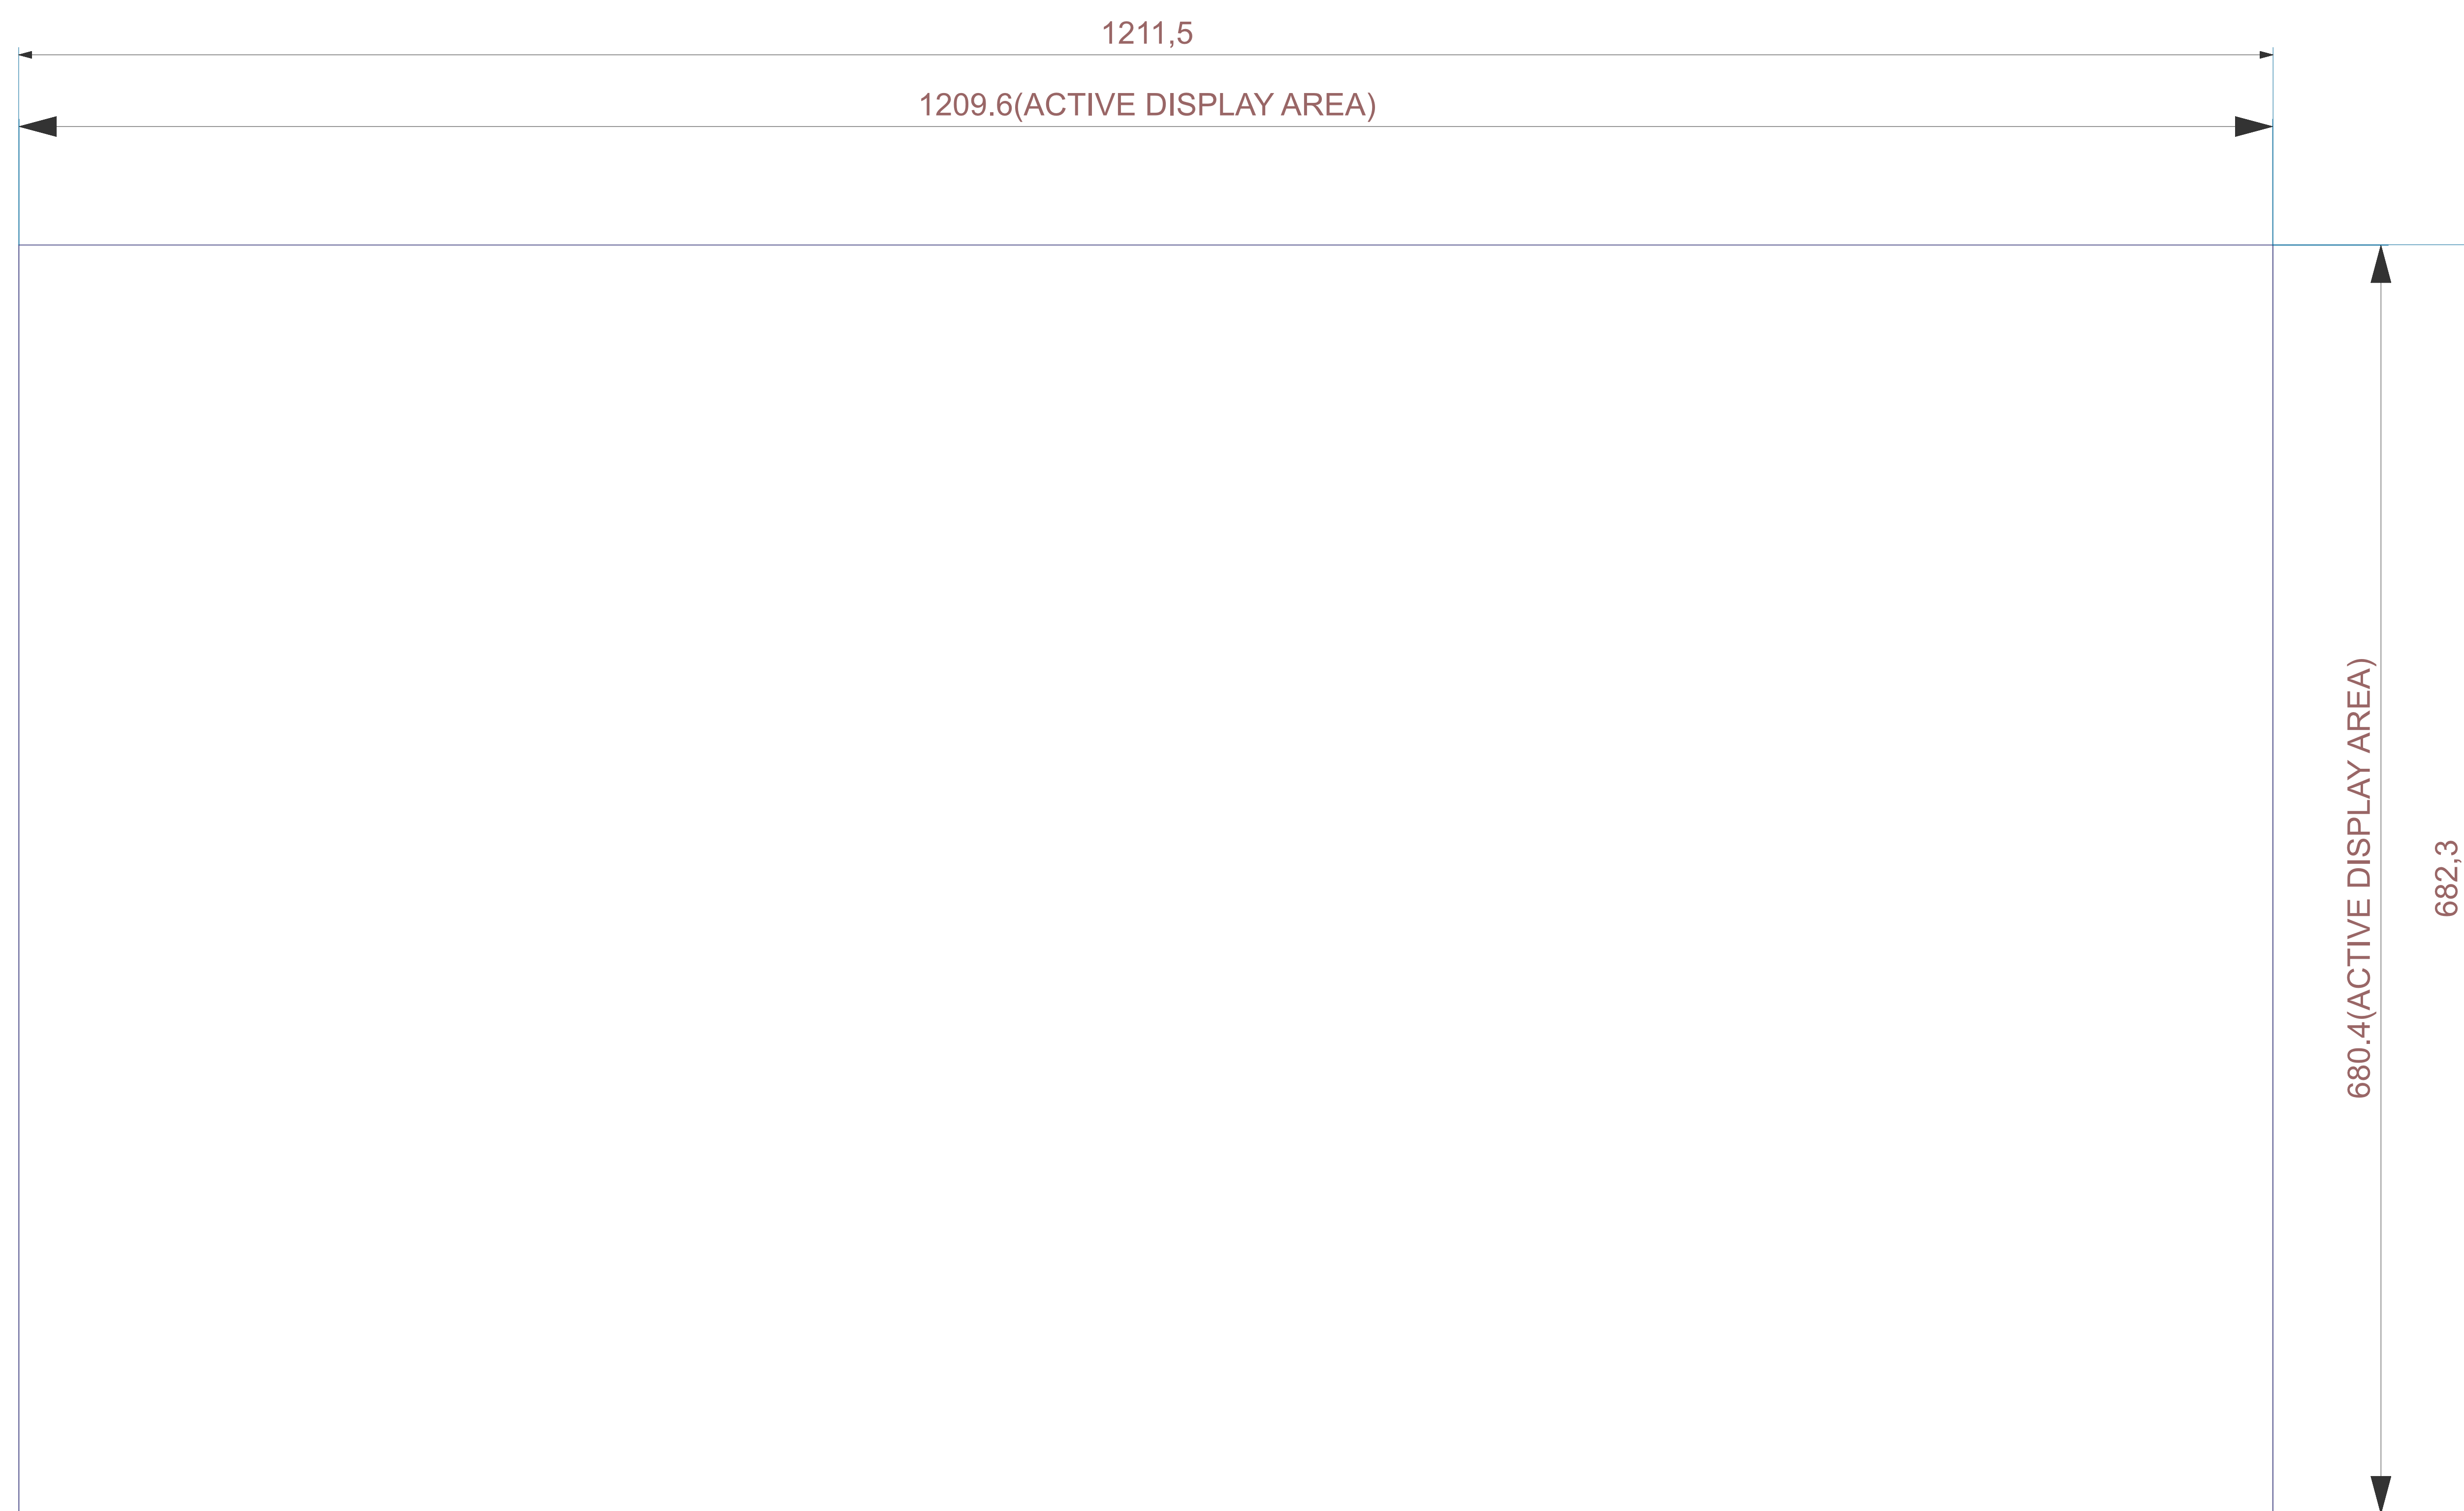 1211,5
1209.6(ACTIVE DISPLAY AREA)
680.4(ACTIVE DISPLAY AREA)
682,3